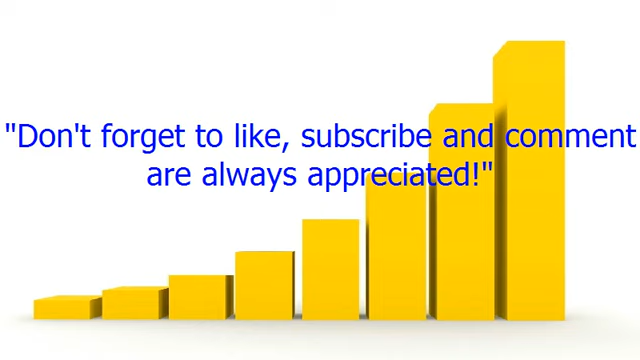 "Don't forget to like, subscribe and comment
are always appreciated!"